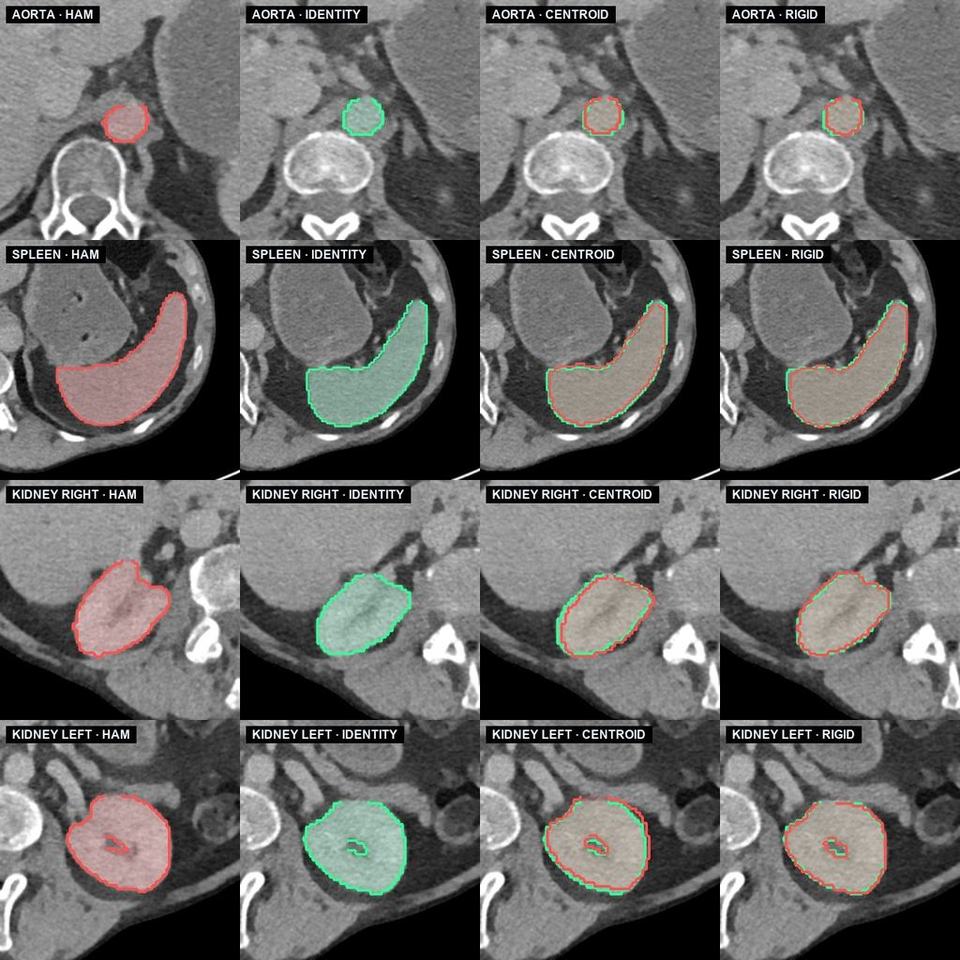 AORTA · HAM
AORTA · IDENTITY
AORTA · CENTROID
AORTA · RIGID
SPLEEN · HAM
SPLEEN · IDENTITY
SPLEEN · CENTROID
SPLEEN · RIGID
KIDNEY RIGHT · HAM
KIDNEY RIGHT · IDENTITY
KIDNEY RIGHT · CENTROID
KIDNEY RIGHT · RIGID
KIDNEY LEFT · HAM
KIDNEY LEFT · IDENTITY
KIDNEY LEFT · CENTROID
KIDNEY LEFT · RIGID